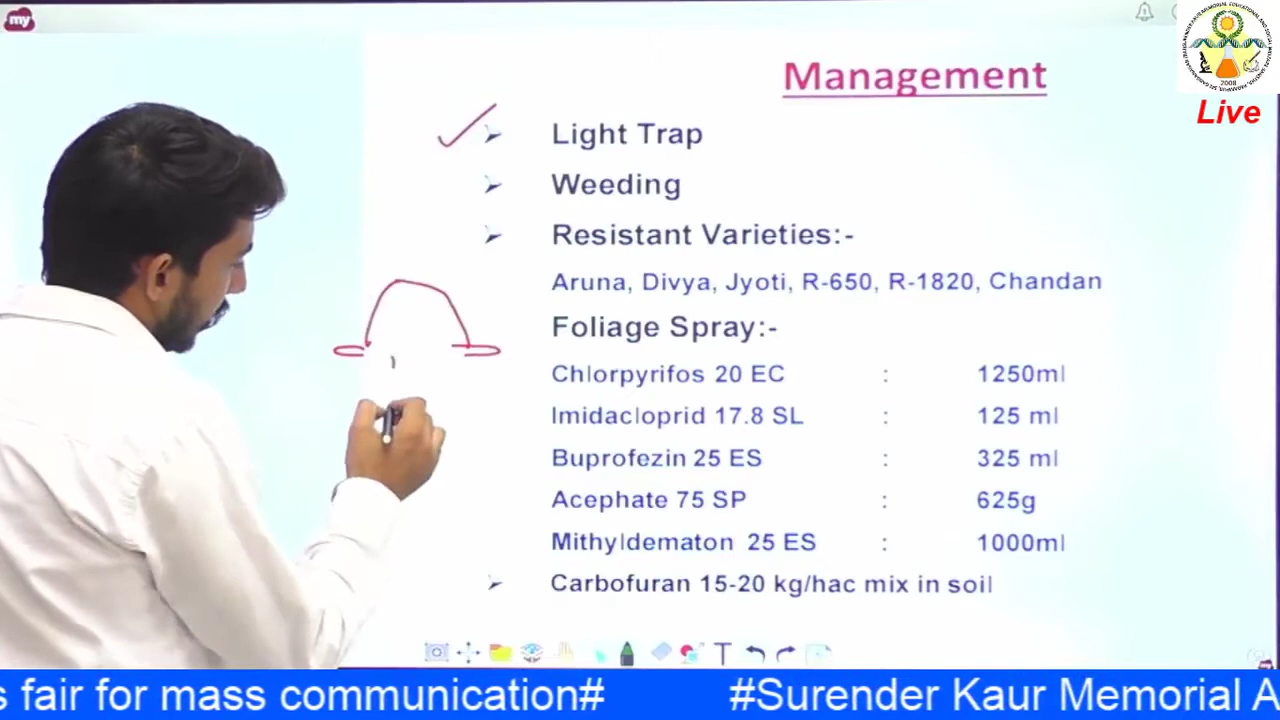 my
Management
Light Trap
Weeding
Resistant Varieties:-
Aruna, Divya, Jyoti, R-650, R-1820, Chandan
Foliage Spray:-
Chlorpyrifos 20 EC : 1250ml
Imidacloprid 17.8 SL : 125 ml
Buprofezin 25 ES : 325 ml
Acephate 75 SP : 625g
Mithyldematon 25 ES : 1000ml
Carbofuran 15-20 kg/hac mix in soil
2008
Live
s fair for mass communication# #Surender Kaur Memorial A